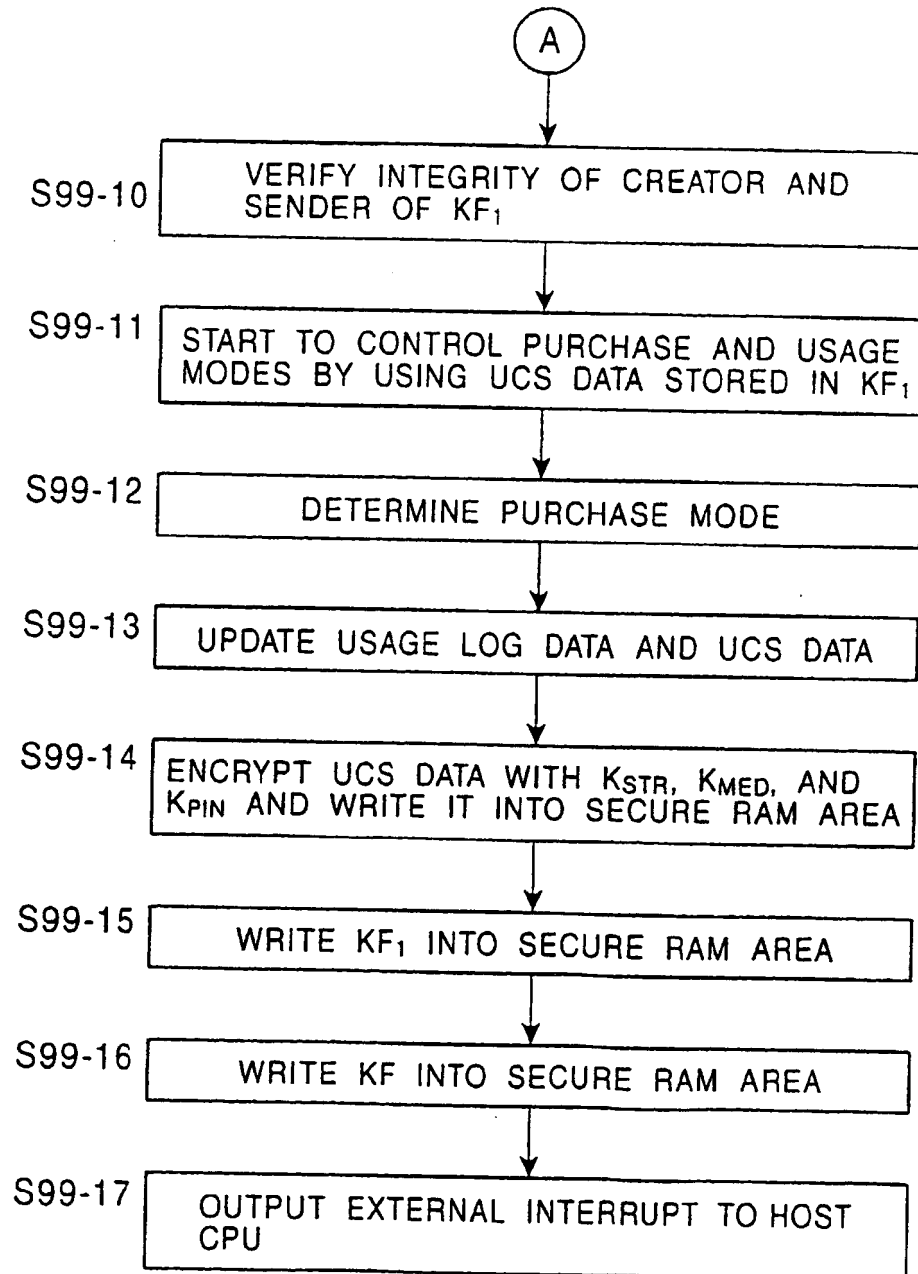 A
S99-10
VERIFY INTEGRITY OF CREATOR AND
SENDER OF KF₁
S99-11
START TO CONTROL PURCHASE AND USAGE
MODES BY USING UCS DATA STORED IN KF₁
S99-12
DETERMINE PURCHASE MODE
S99-13
UPDATE USAGE LOG DATA AND UCS DATA
S99-14
ENCRYPT UCS DATA WITH KSTR, KMED, AND
KPIN AND WRITE IT INTO SECURE RAM AREA
S99-15
WRITE KF₁ INTO SECURE RAM AREA
S99-16
WRITE KF INTO SECURE RAM AREA
S99-17
OUTPUT EXTERNAL INTERRUPT TO HOST
CPU